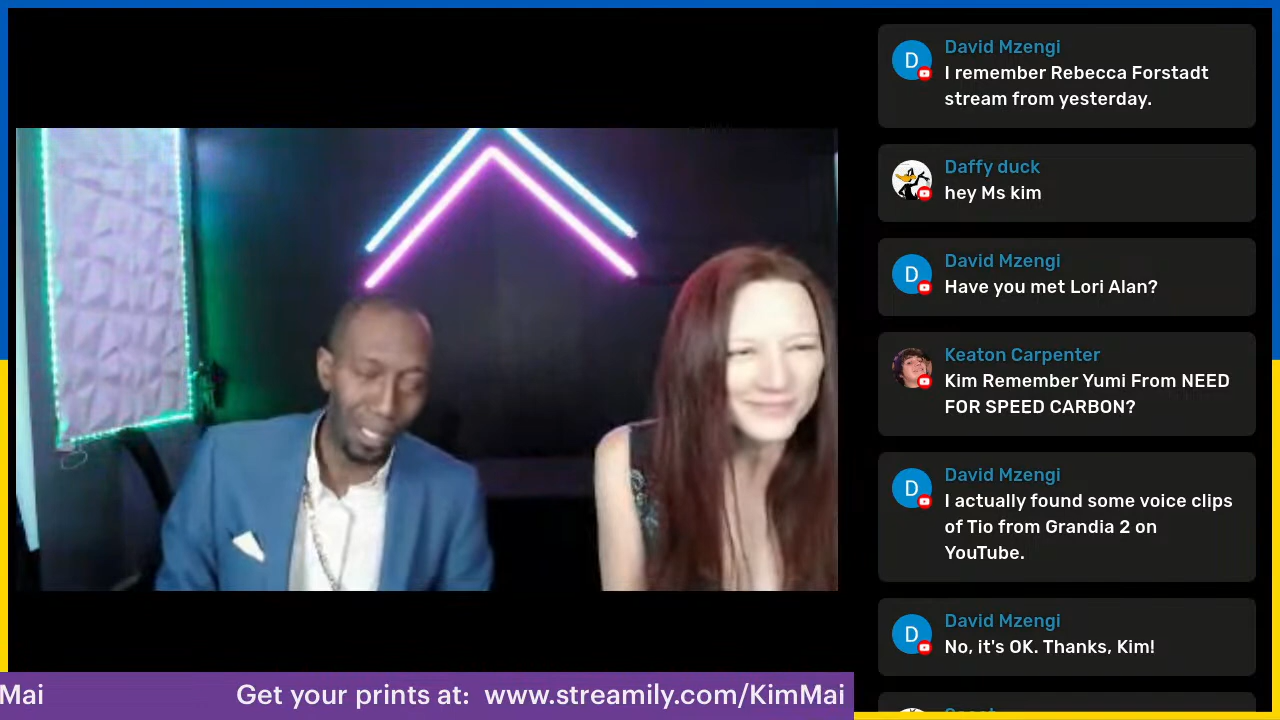 David Mzengi
I remember Rebecca Forstadt
stream from yesterday.
Daffy duck
hey Ms kim
David Mzengi
Have you met Lori Alan?
Keaton Carpenter
Kim Remember Yumi From NEED
FOR SPEED CARBON?
David Mzengi
I actually found some voice clips
of Tio from Grandia 2 on
YouTube.
David Mzengi
No, it's OK. Thanks, Kim!
Mai Get your prints at: www.streamily.com/KimMai